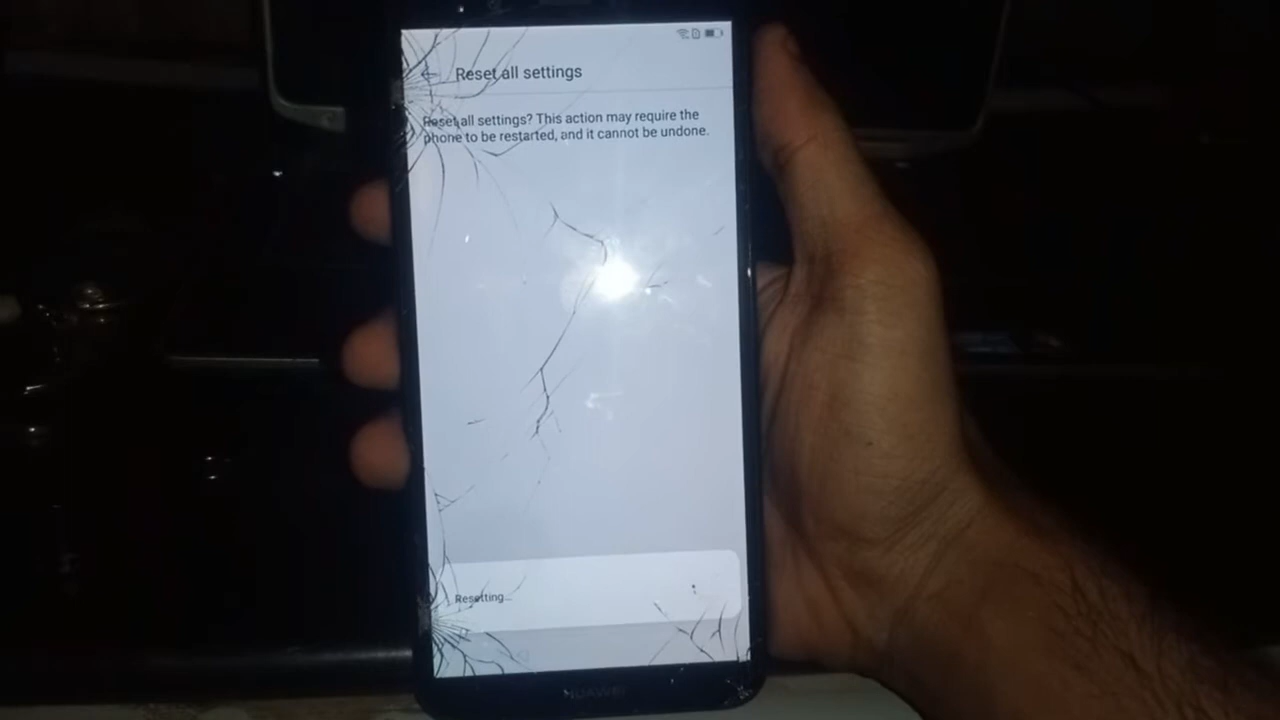 Reset all settings
Reset all settings? This action may require the
phone to be restarted, and it cannot be undone.
Resetting...
HUAWEI